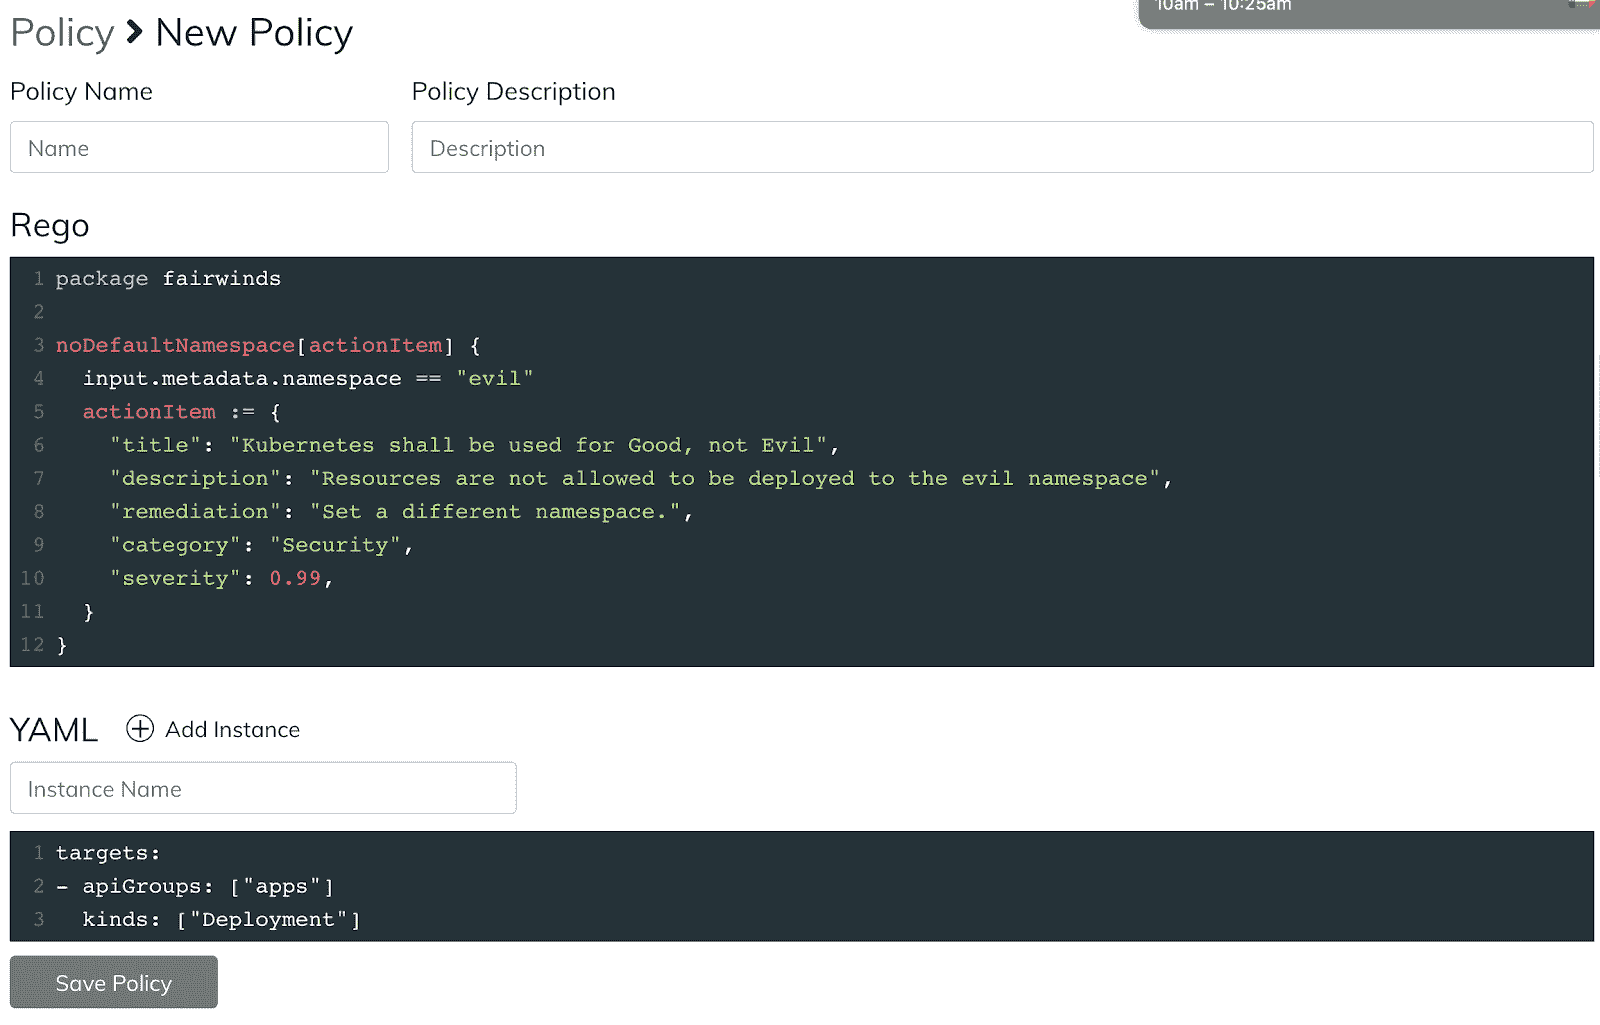 10am – 10:25am
Policy > New Policy
Policy Name
Policy Description
Name
Description
Rego
1 package fairwinds
2
3 noDefaultNamespace[actionItem] {
4   input.metadata.namespace == "evil"
5   actionItem := {
6     "title": "Kubernetes shall be used for Good, not Evil",
7     "description": "Resources are not allowed to be deployed to the evil namespace",
8     "remediation": "Set a different namespace.",
9     "category": "Security",
10     "severity": 0.99,
11   }
12 }
YAML
Add Instance
Instance Name
1 targets:
2 - apiGroups: ["apps"]
3   kinds: ["Deployment"]
Save Policy